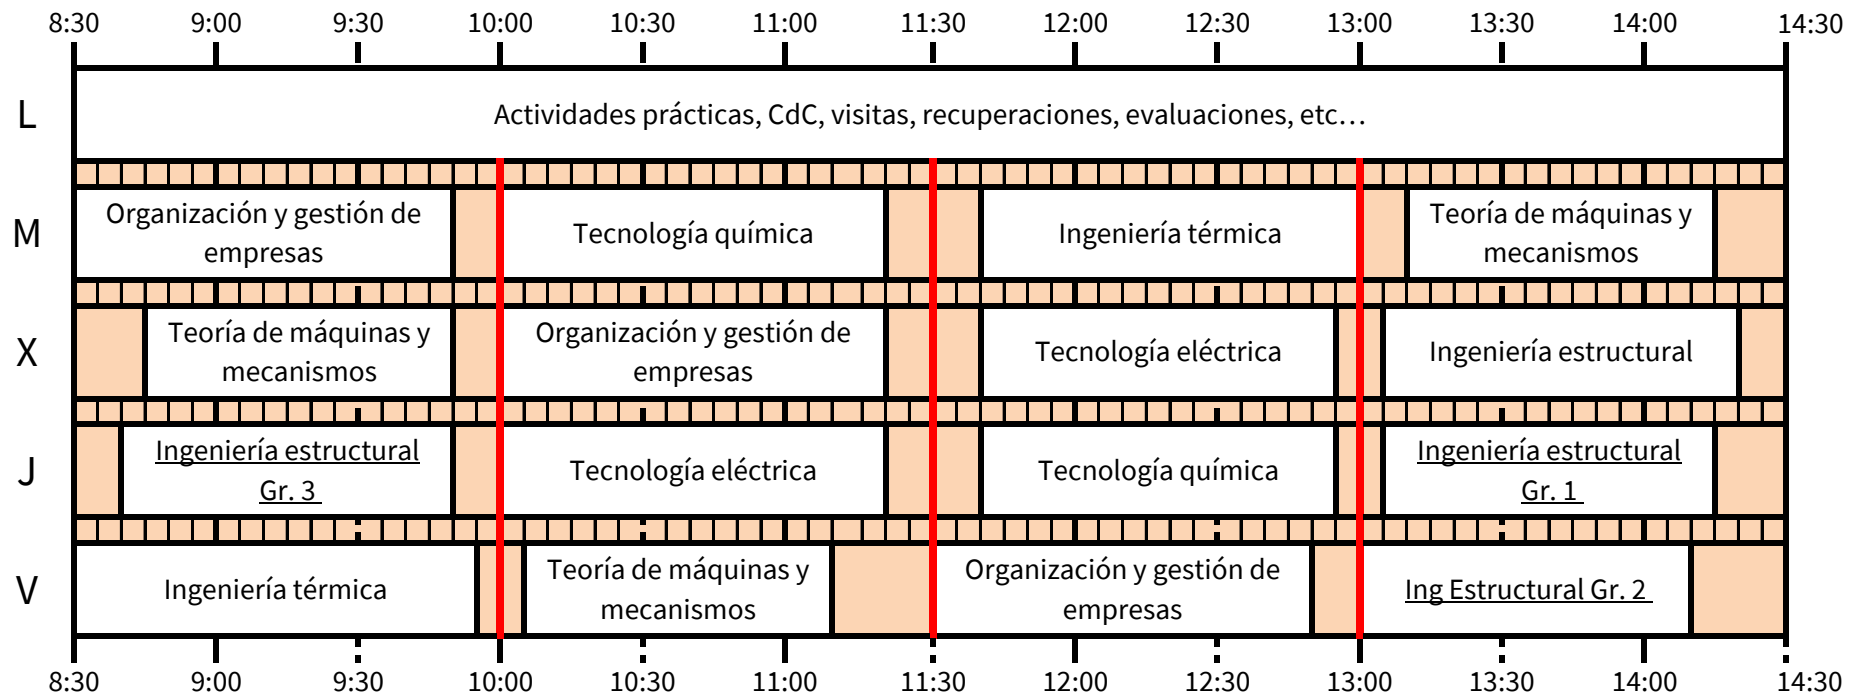 8:30 9:00 9:30 10:00 10:30 11:00 11:30 12:00 12:30 13:00 13:30 14:00 14:30
L
Actividades prácticas, CdC, visitas, recuperaciones, evaluaciones, etc...
M
Organización y gestión de
empresas
Tecnología química
Ingeniería térmica
Teoría de máquinas y
mecanismos
X
Teoría de máquinas y
mecanismos
Organización y gestión de
empresas
Tecnología eléctrica
Ingeniería estructural
J
Ingeniería estructural
Gr. 3
Tecnología eléctrica
Tecnología química
Ingeniería estructural
Gr. 1
V
Ingeniería térmica
Teoría de máquinas y
mecanismos
Organización y gestión de
empresas
Ing Estructural Gr. 2
8:30 9:00 9:30 10:00 10:30 11:00 11:30 12:00 12:30 13:00 13:30 14:00 14:30